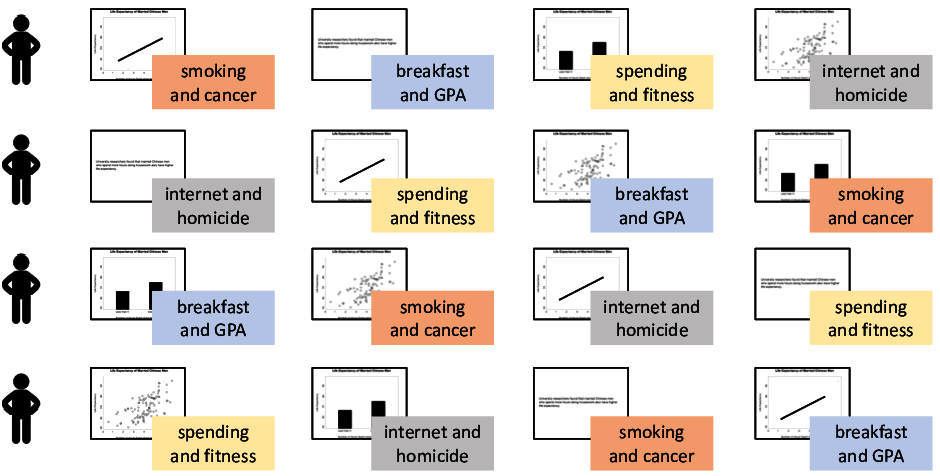 Life Expectancy of Married Chinese Men
smoking
and cancer
University researchers found that married Chinese men
who spend more hours doing housework also have higher
life expectancy.
breakfast
and GPA
Life Expectancy of Married Chinese Men
spending
and fitness
Life Expectancy of Married Chinese Men
internet and
homicide
University researchers found that married Chinese men
who spend more hours doing housework also have higher
life expectancy.
internet and
homicide
Life Expectancy of Married Chinese Men
spending
and fitness
Life Expectancy of Married Chinese Men
breakfast
and GPA
Life Expectancy of Married Chinese Men
smoking
and cancer
Life Expectancy of Married Chinese Men
breakfast
and GPA
Life Expectancy of Married Chinese Men
smoking
and cancer
Life Expectancy of Married Chinese Men
internet and
homicide
University researchers found that married Chinese men
who spend more hours doing housework also have higher
life expectancy.
spending
and fitness
Life Expectancy of Married Chinese Men
spending
and fitness
Life Expectancy of Married Chinese Men
internet and
homicide
University researchers found that married Chinese men
who spend more hours doing housework also have higher
life expectancy.
smoking
and cancer
Life Expectancy of Married Chinese Men
breakfast
and GPA